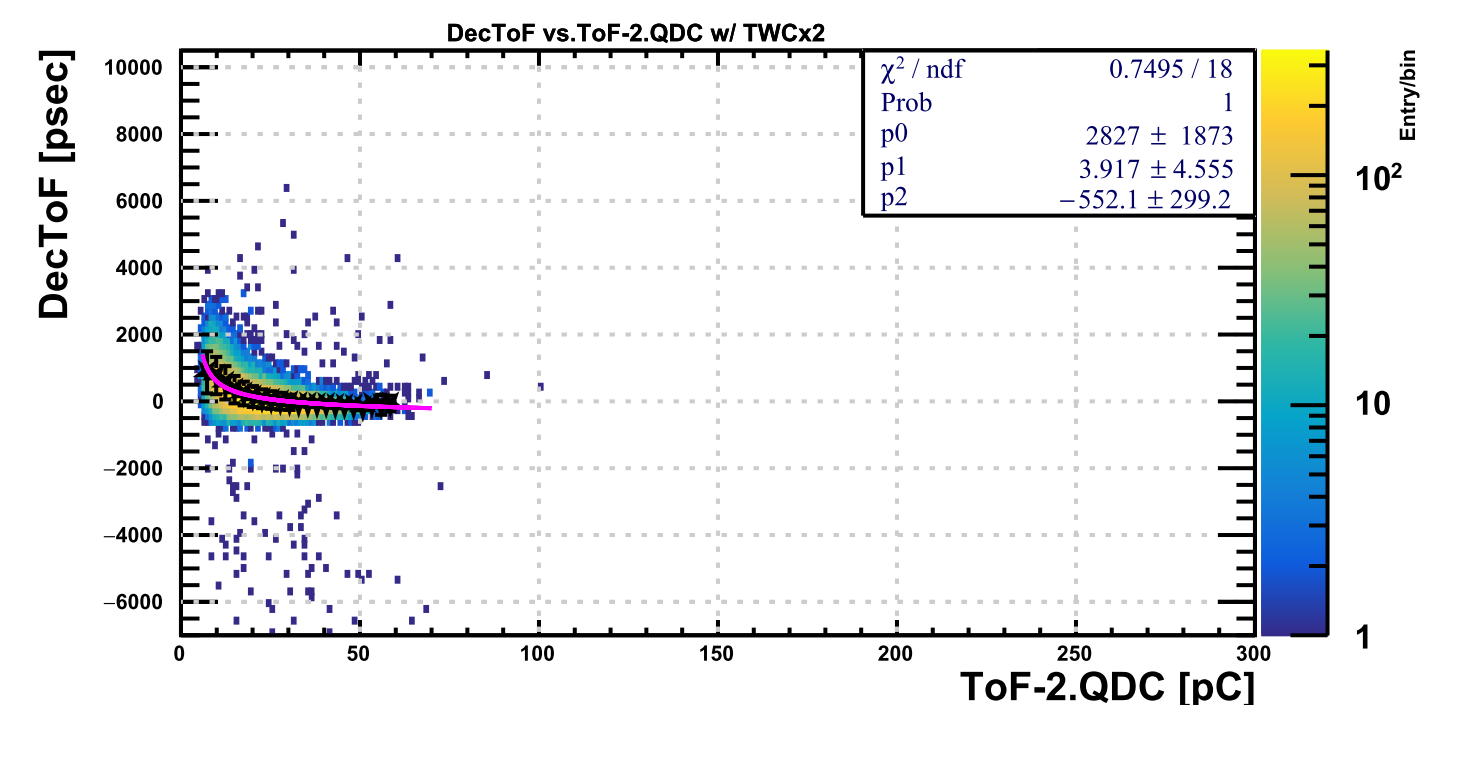 DecToF vs.ToF-2.QDC w/ TWCx2
DecToF [psec]
10000
8000
6000
4000
2000
0
−2000
−4000
−6000
χ² / ndf 0.7495 / 18
Prob 1
p0 2827 ± 1873
p1 3.917 ± 4.555
p2 −552.1 ± 299.2
Entry/bin
10²
10
1
0 50 100 150 200 250 300
ToF-2.QDC [pC]